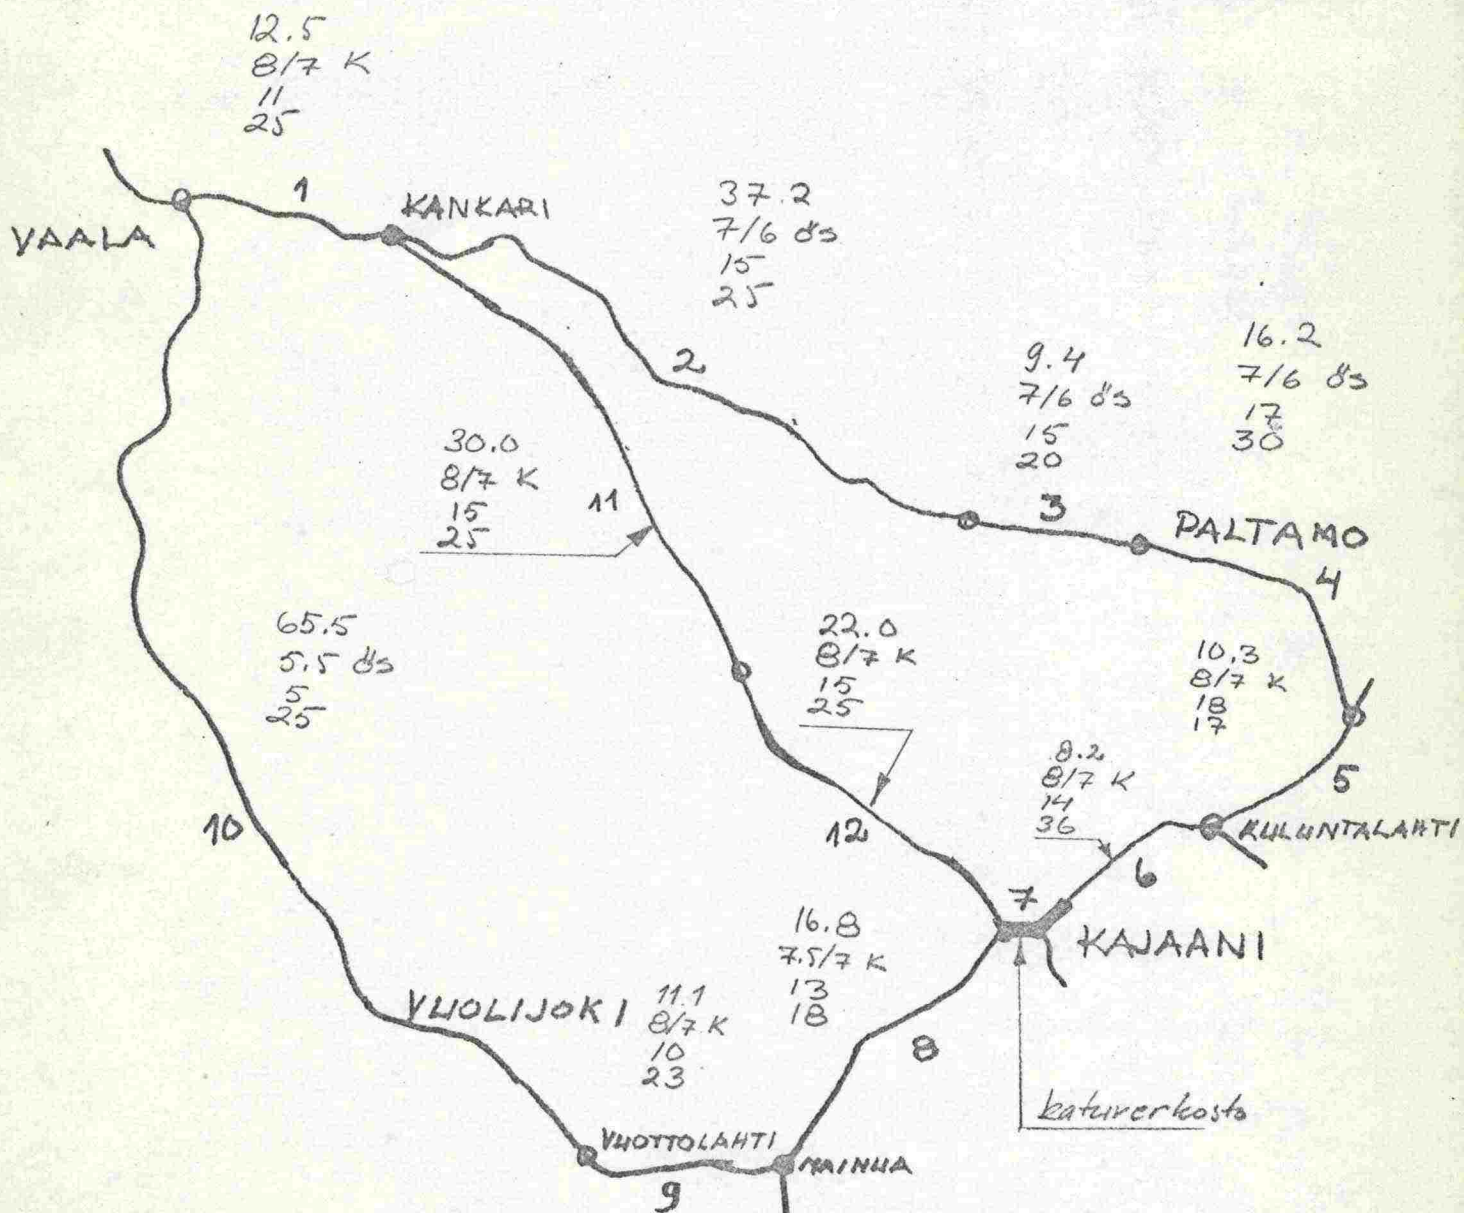 12.5
8/7 K
11
25
1
KANKARI
VAALA
37.2
7/6 ös
15
25
2
9.4
7/6 ös
15
20
16.2
7/6 ös
17
30
3
PALTAMO
4
30.0
8/7 K
15
25
11
65.5
5.5 ös
5
25
22.0
8/7 K
15
25
10.3
8/7 K
18
17
5
8.2
8/7 K
14
36
10
12
KULUNTALAHTI
6
7
KAJAANI
16.8
7.5/7 K
13
18
VUOLIJOKI
11.1
8/7 K
10
23
8
katuverkosto
VUOTTOLAHTI
MAINUA
9